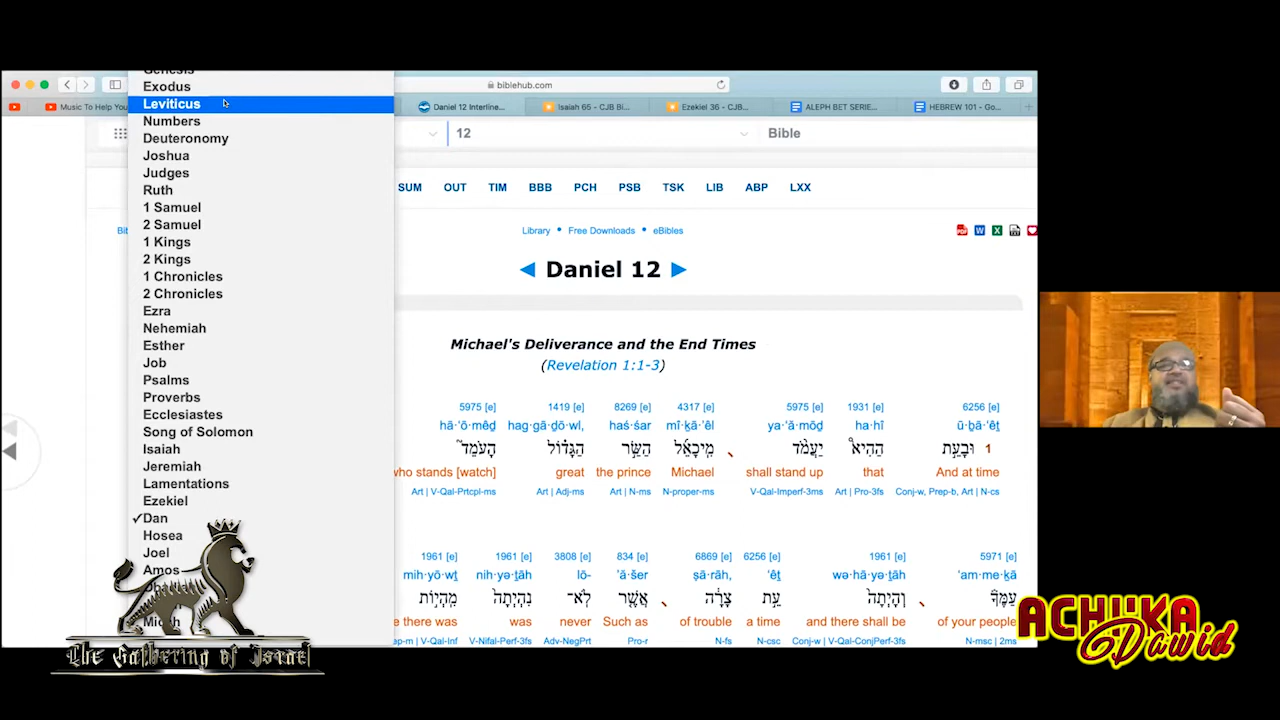 biblehub.com
Music To Help You
Daniel 12 Interline...
Isaiah 65 - CJB Bi...
Ezekiel 36 - CJB...
ALEPH BET SERIE...
HEBREW 101 - Go...
Genesis
Exodus
Leviticus
Numbers
Deuteronomy
Joshua
Judges
Ruth
1 Samuel
2 Samuel
1 Kings
2 Kings
1 Chronicles
2 Chronicles
Ezra
Nehemiah
Esther
Job
Psalms
Proverbs
Ecclesiastes
Song of Solomon
Isaiah
Jeremiah
Lamentations
Ezekiel
✓Dan
Hosea
Joel
Amos
12 Bible
SUM OUT TIM BBB PCH PSB TSK LIB ABP LXX
Library • Free Downloads • eBibles
◄ Daniel 12 ►
Michael's Deliverance and the End Times
(Revelation 1:1-3)
5975 [e] 1419 [e] 8269 [e] 4317 [e] 5975 [e] 1931 [e] 6256 [e]
hā·'ō·mêḏ hag·gā·ḏō·wl, haś·śar mî·ḵā·'êl ya·'ă·mōḏ ha·hî ū·ḇā·'êṯ
1 וּבָעֵ֣ת הַהִיא֩ יַעֲמֹ֨ד מִֽיכָאֵ֜ל הַשַּׂ֣ר הַגָּד֗וֹל הָעֹמֵד֮
who stands [watch] great the prince Michael shall stand up that And at time
Art | V-Qal-Prtcpl-ms Art | Adj-ms Art | N-ms N-proper-ms V-Qal-Imperf-3ms Art | Pro-3fs Conj-w, Prep-b, Art | N-cs
1961 [e] 1961 [e] 3808 [e] 834 [e] 6869 [e] 6256 [e] 1961 [e] 5971 [e]
mih·yō·wṯ nih·yə·ṯāh lō- 'ă·šer ṣā·rāh, 'êṯ wə·hā·yə·ṯāh 'am·me·ḵā
עַמֶּךָ֒ וְהָיְתָה֙ עֵ֣ת צָרָ֔ה אֲשֶׁ֤ר לֹֽא־ נִהְיְתָה֙ מִֽהְי֣וֹת
there was was never Such as of trouble a time and there shall be of your people
V-Qal-Inf V-Nifal-Perf-3fs Adv-NegPrt Pro-r N-fs N-csc Conj-w | V-Qal-ConjPerf-3fs N-msc | 2ms
The Gathering of Israel
ACHIYKA
Dawid